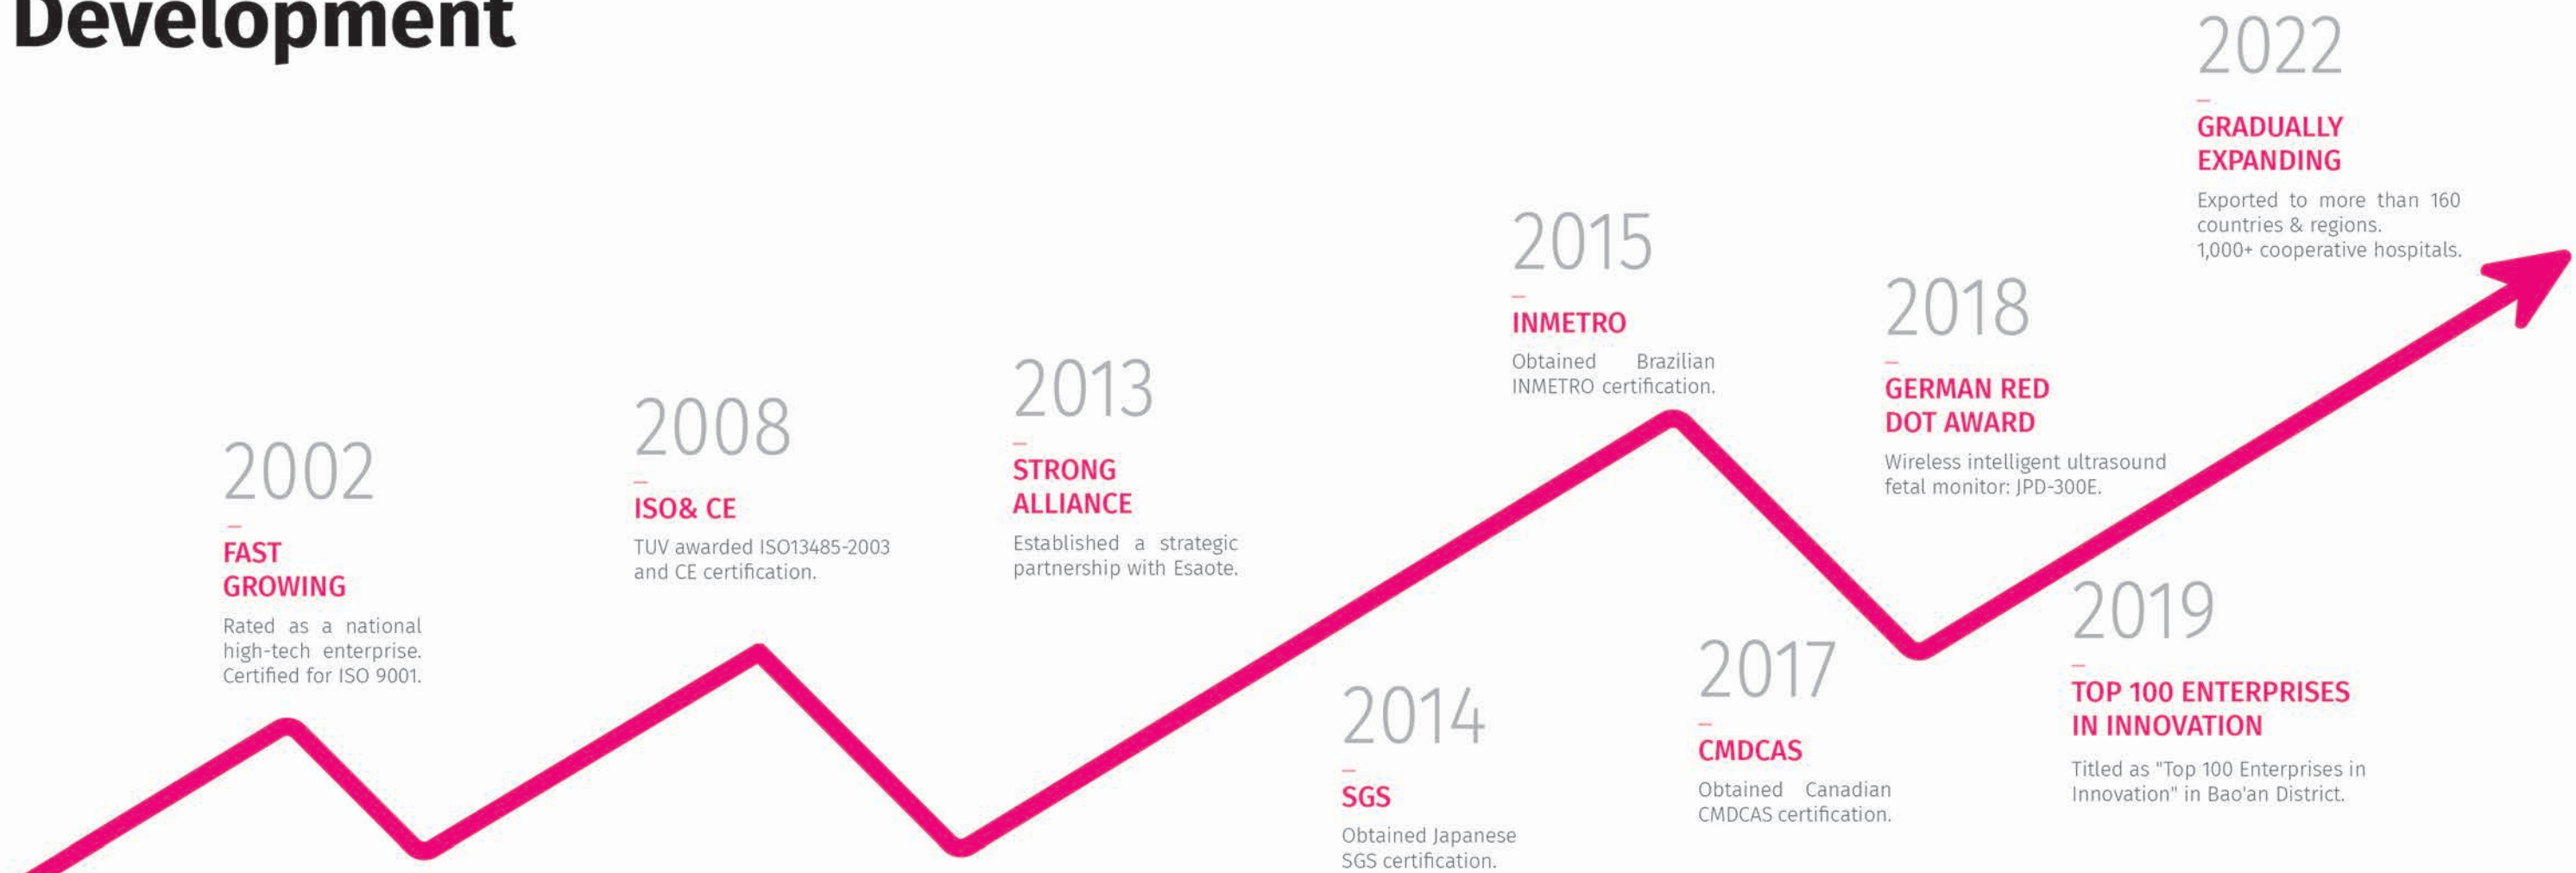 Development
2002
FAST
GROWING
Rated as a national
high-tech enterprise.
Certified for ISO 9001.
2008
ISO& CE
TUV awarded ISO13485-2003
and CE certification.
2013
STRONG
ALLIANCE
Established a strategic
partnership with Esaote.
2014
SGS
Obtained Japanese
SGS certification.
2015
INMETRO
Obtained Brazilian
INMETRO certification.
2017
CMDCAS
Obtained Canadian
CMDCAS certification.
2018
GERMAN RED
DOT AWARD
Wireless intelligent ultrasound
fetal monitor: JPD-300E.
2019
TOP 100 ENTERPRISES
IN INNOVATION
Titled as "Top 100 Enterprises in
Innovation" in Bao'an District.
2022
GRADUALLY
EXPANDING
Exported to more than 160
countries & regions.
1,000+ cooperative hospitals.